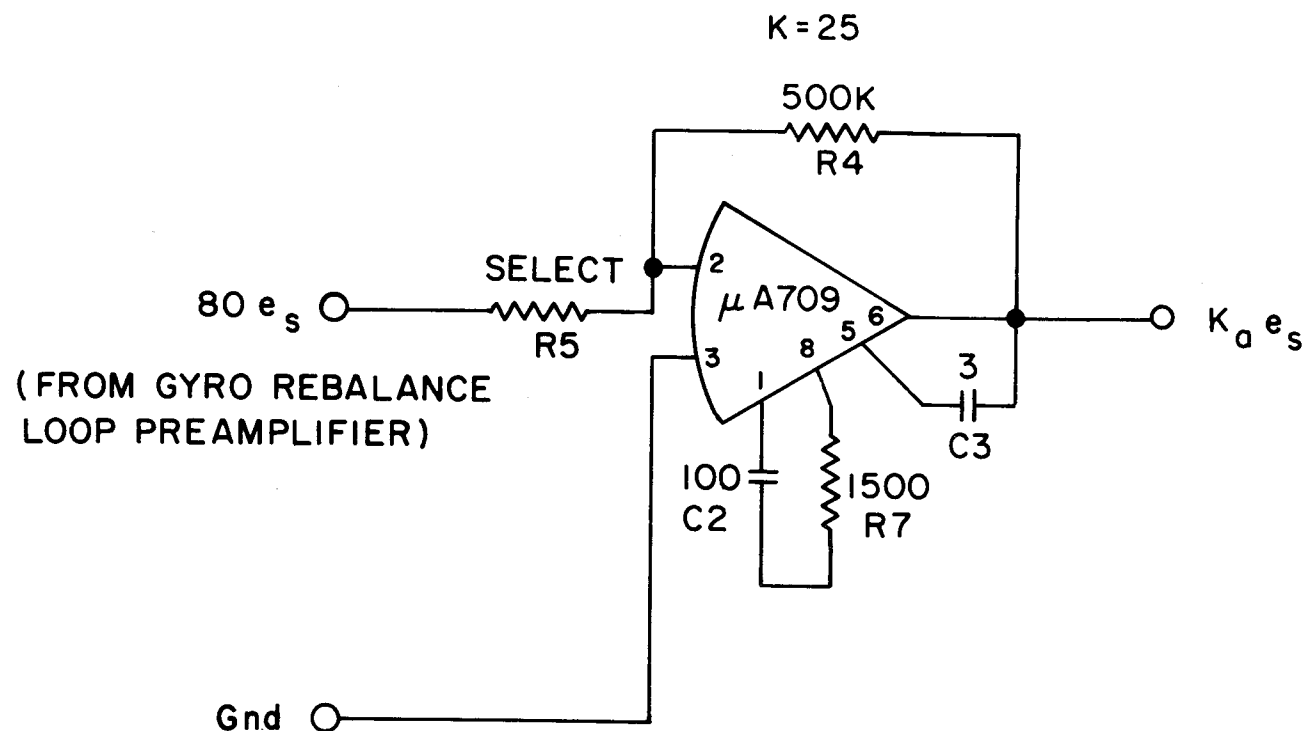 K = 25
500K
R4
SELECT
R5
80 e_s
(FROM GYRO REBALANCE
LOOP PREAMPLIFIER)
2
3
μA709
6
5
8
1
3
C3
100
C2
1500
R7
K_a e_s
Gnd